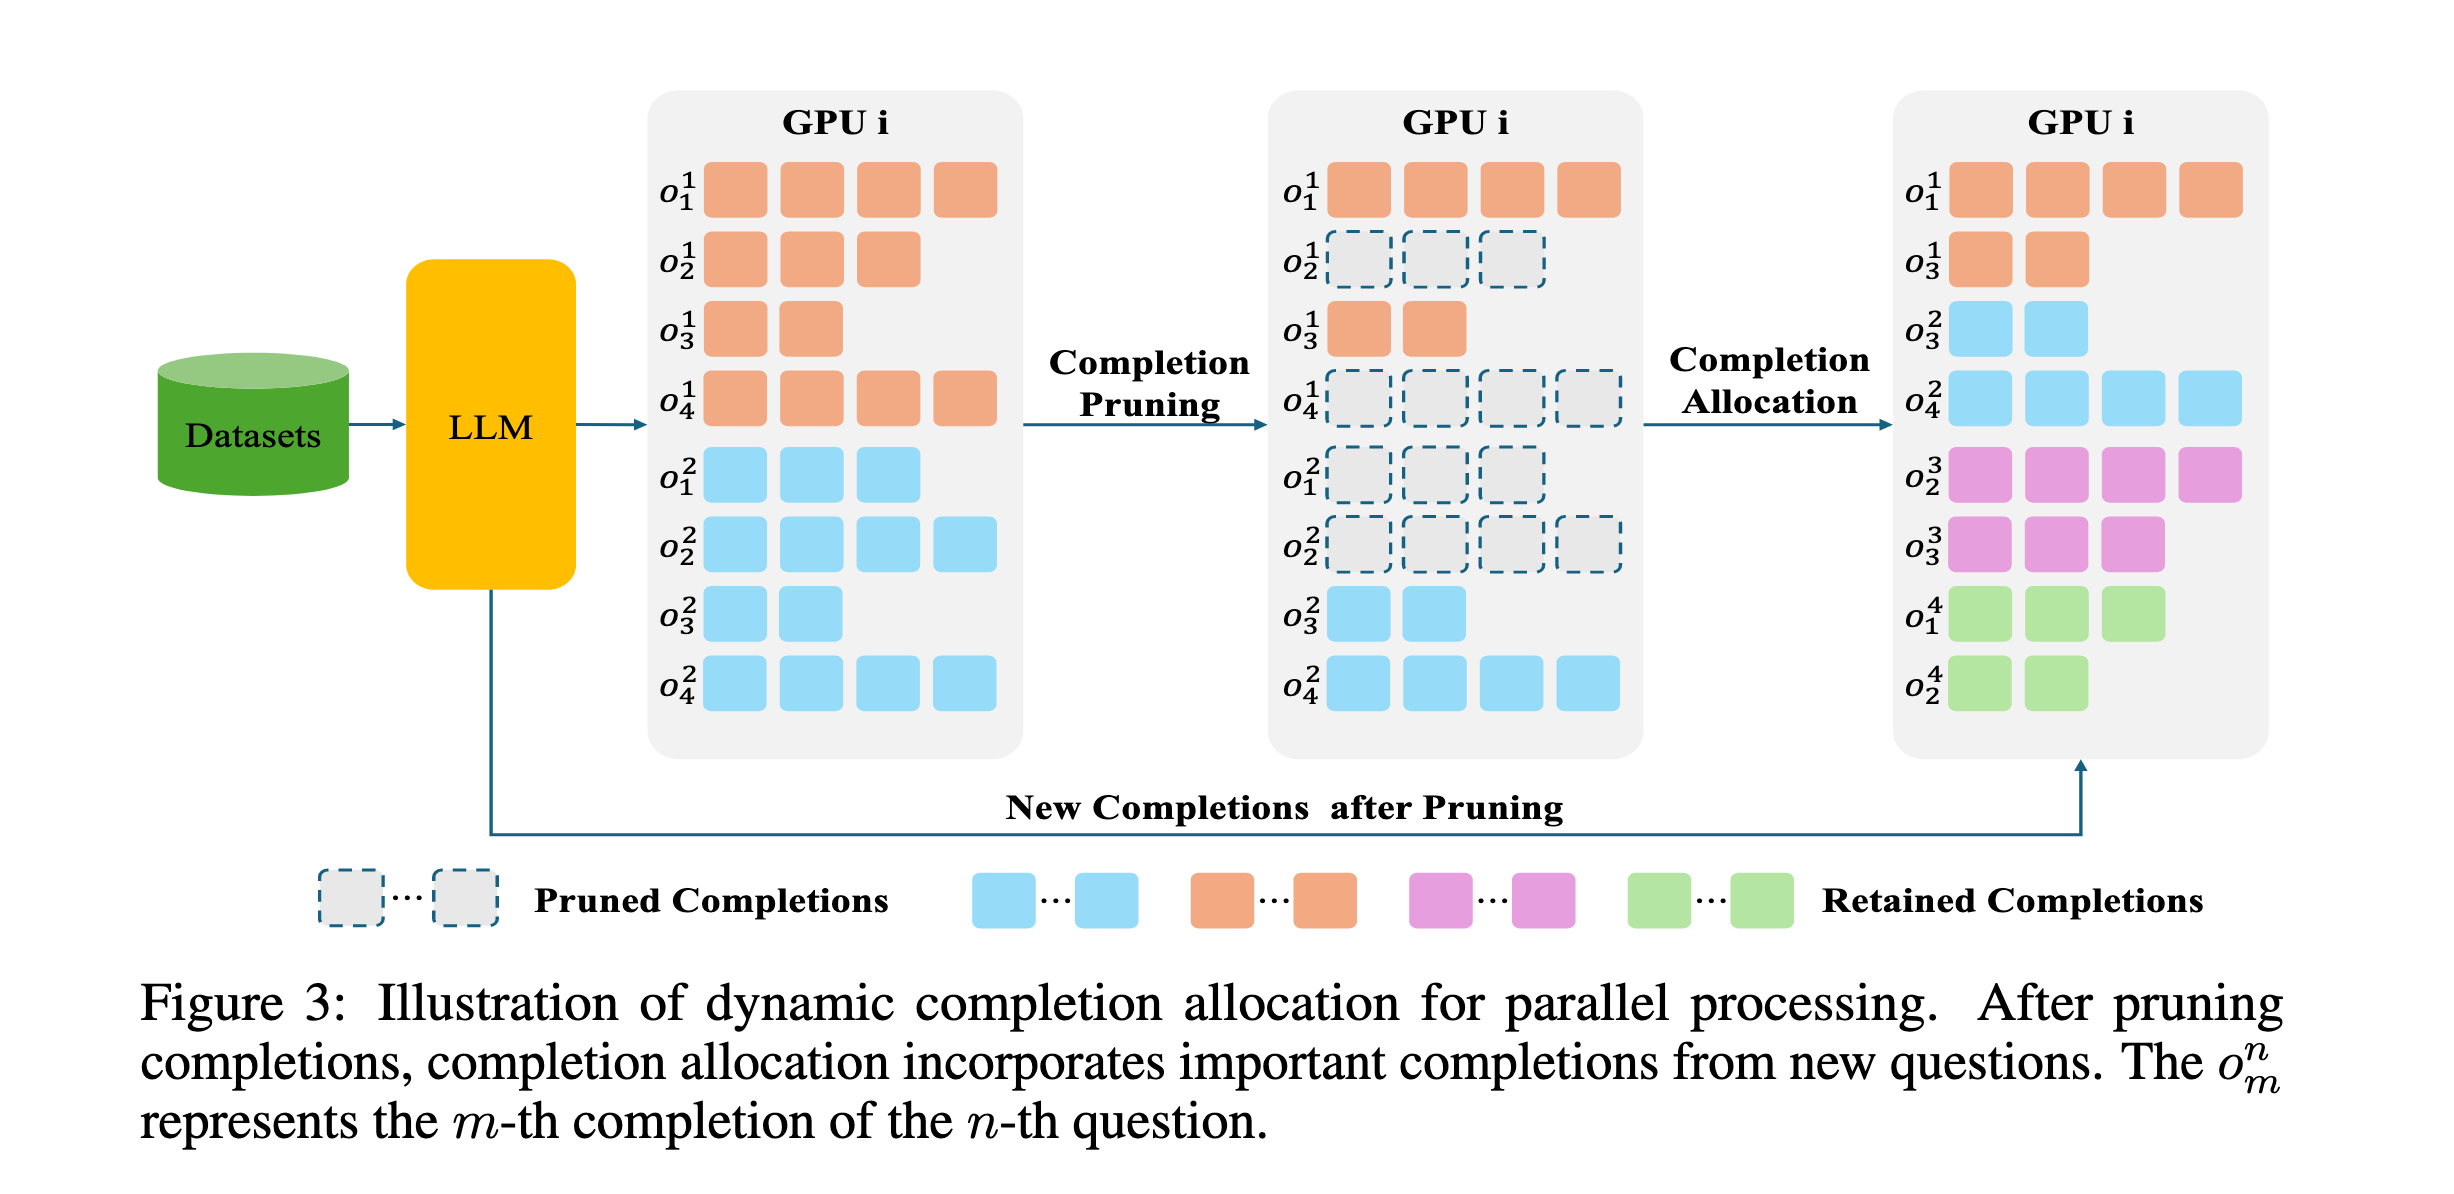 GPU i
GPU i
GPU i
Datasets
LLM
o_1^1
o_2^1
o_3^1
o_4^1
o_1^2
o_2^2
o_3^2
o_4^2
Completion
Pruning
o_1^1
o_2^1
o_3^1
o_4^1
o_1^2
o_2^2
o_3^2
o_4^2
Completion
Allocation
o_1^1
o_3^1
o_3^2
o_4^2
o_2^3
o_3^3
o_1^4
o_2^4
New Completions after Pruning
... Pruned Completions
... ... ... ... Retained Completions
Figure 3: Illustration of dynamic completion allocation for parallel processing. After pruning
completions, completion allocation incorporates important completions from new questions. The o_m^n
represents the m-th completion of the n-th question.